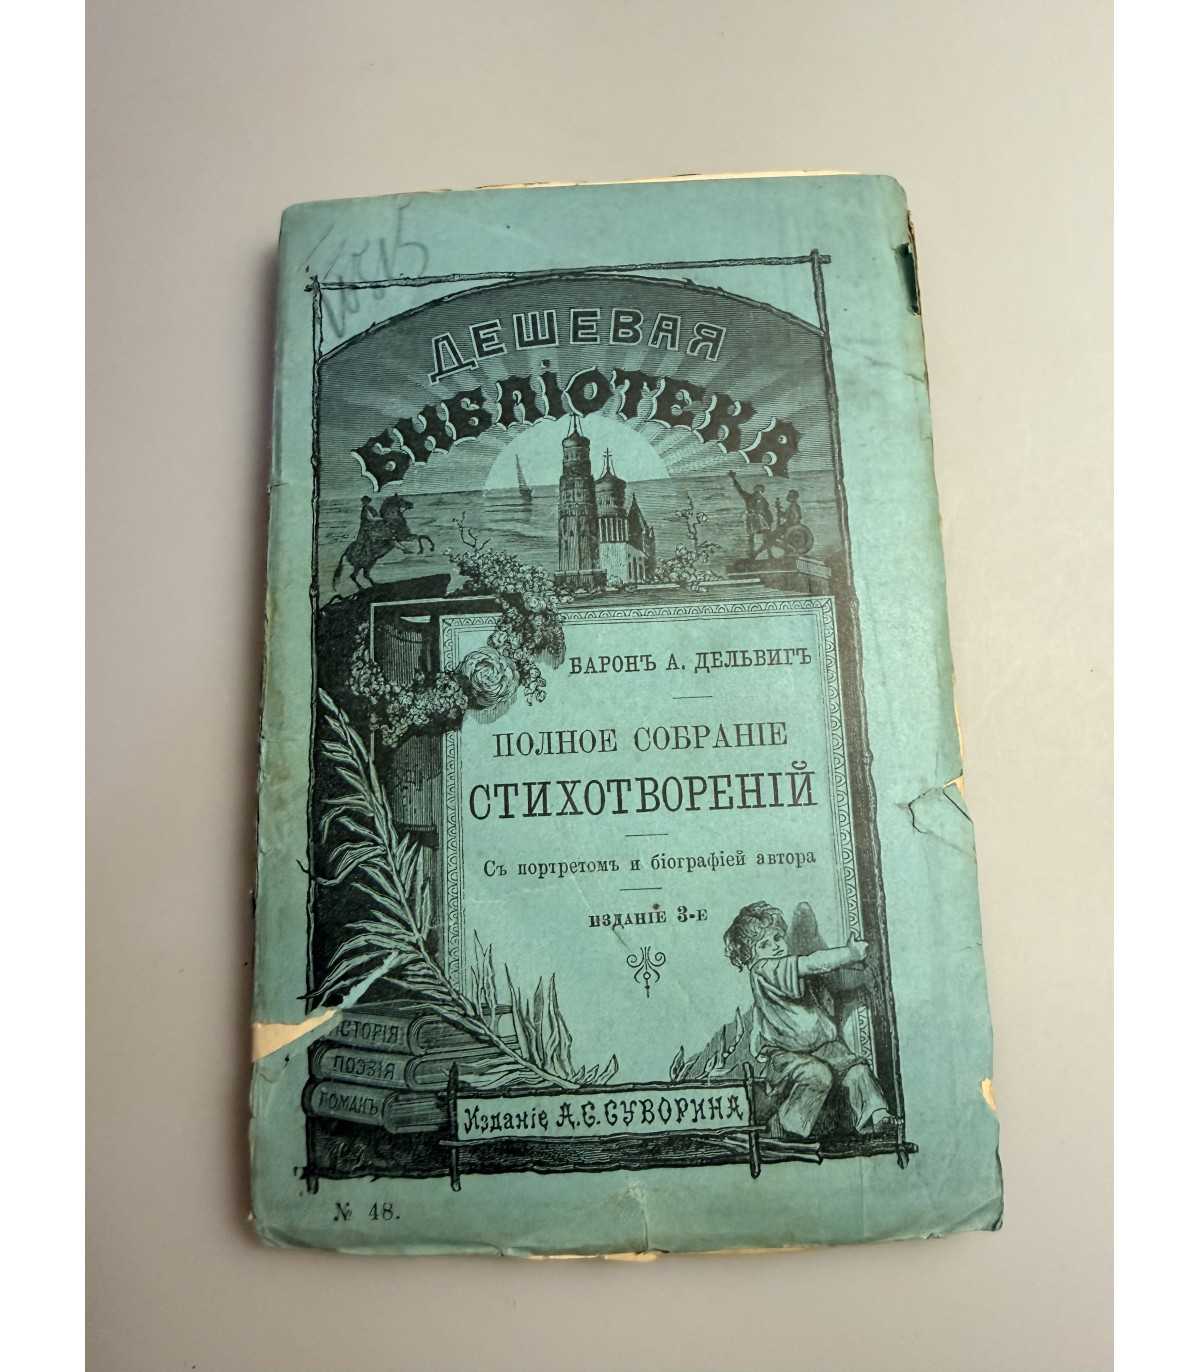 ДЕШЕВАЯ
БИБЛІОТЕКА
БАРОНЪ А. ДЕЛЬВИГЪ
ПОЛНОЕ СОБРАНІЕ
СТИХОТВОРЕНІЙ
Съ портретомъ и біографіей автора
ИЗДАНІЕ 3-Е
ИСТОРІЯ
ПОЭЗІЯ
РОМАНЪ
Изданіе А.С.СУВОРИНА
№ 48.